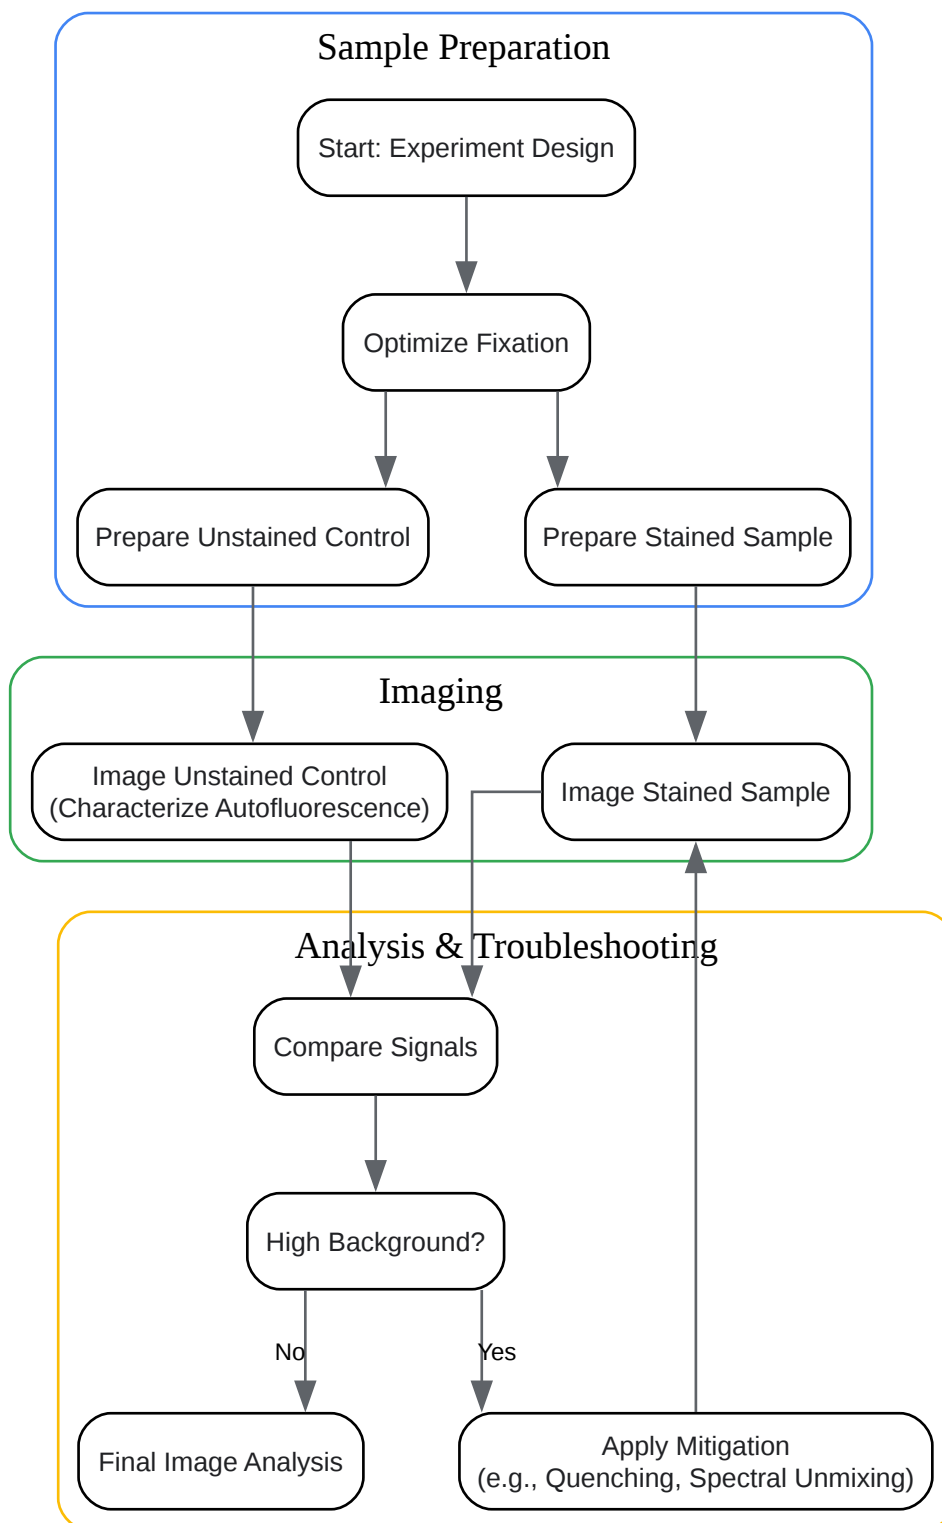 Sample Preparation
Start: Experiment Design
Optimize Fixation
Prepare Unstained Control
Prepare Stained Sample
Imaging
Image Unstained Control
(Characterize Autofluorescence)
Image Stained Sample
Analysis & Troubleshooting
Compare Signals
High Background?
No
Yes
Final Image Analysis
Apply Mitigation
(e.g., Quenching, Spectral Unmixing)